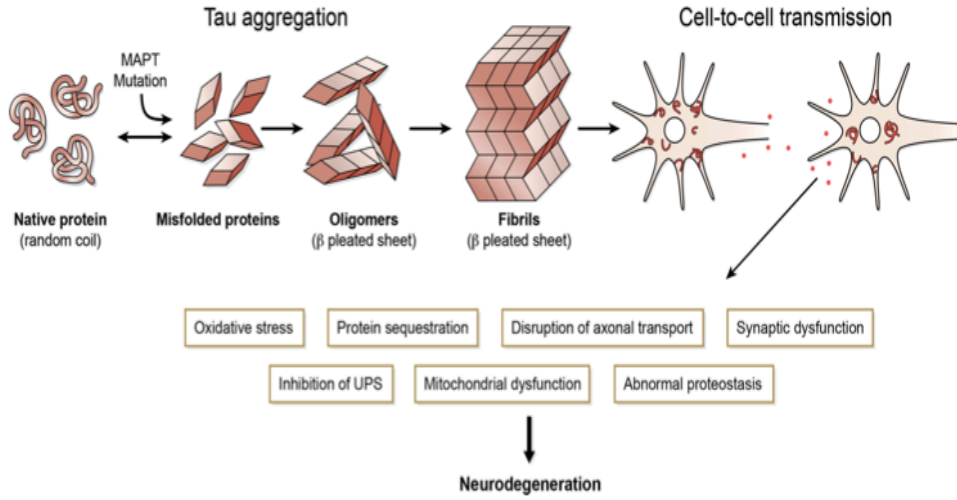 Tau aggregation
Cell-to-cell transmission
MAPT
Mutation
Native protein
(random coil)
Misfolded proteins
Oligomers
(β pleated sheet)
Fibrils
(β pleated sheet)
Oxidative stress
Protein sequestration
Disruption of axonal transport
Synaptic dysfunction
Inhibition of UPS
Mitochondrial dysfunction
Abnormal proteostasis
Neurodegeneration